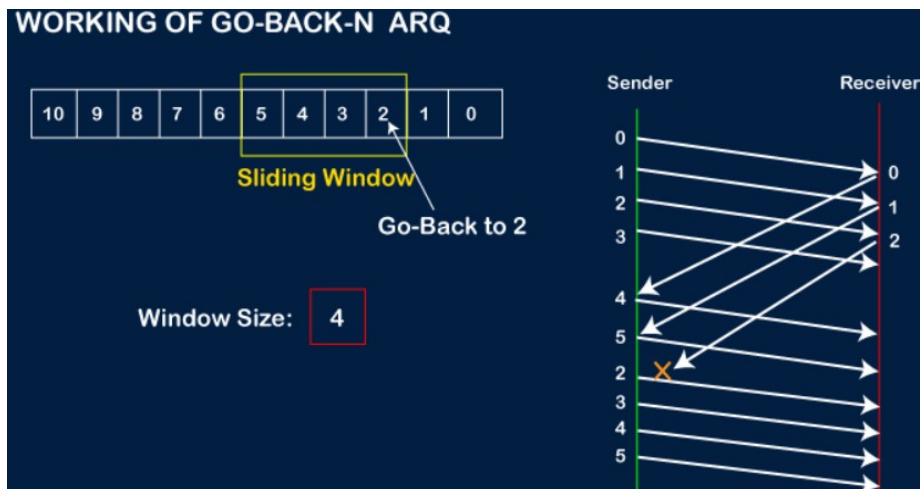 WORKING OF GO-BACK-N ARQ
Sender Receiver
10 9 8 7 6 5 4 3 2 1 0
Sliding Window
Go-Back to 2
Window Size: 4
0
1
2
3
4
5
2
3
4
5
0
1
2